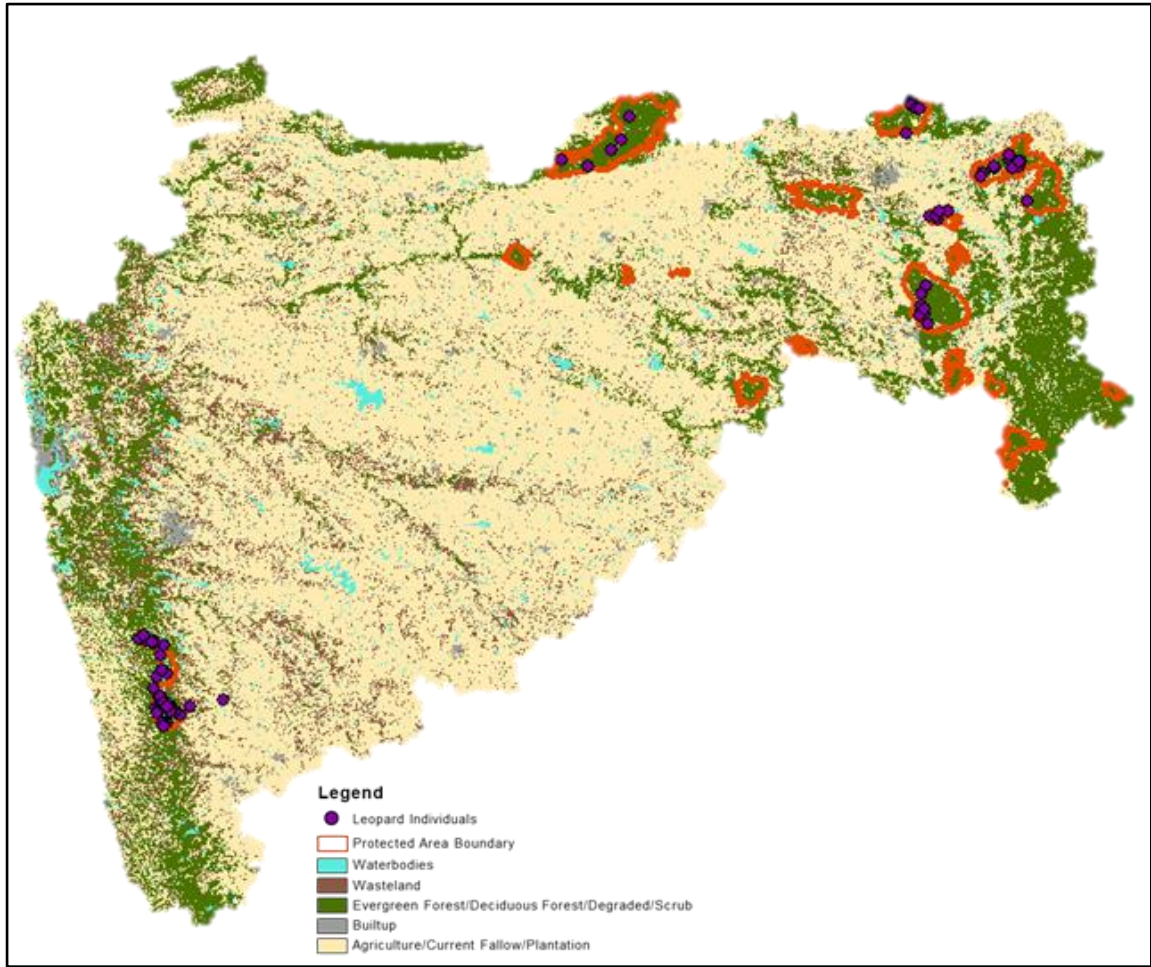 Legend
Leopard Individuals
Protected Area Boundary
Waterbodies
Wasteland
Evergreen Forest/Deciduous Forest/Degraded/Scrub
Builtup
Agriculture/Current Fallow/Plantation